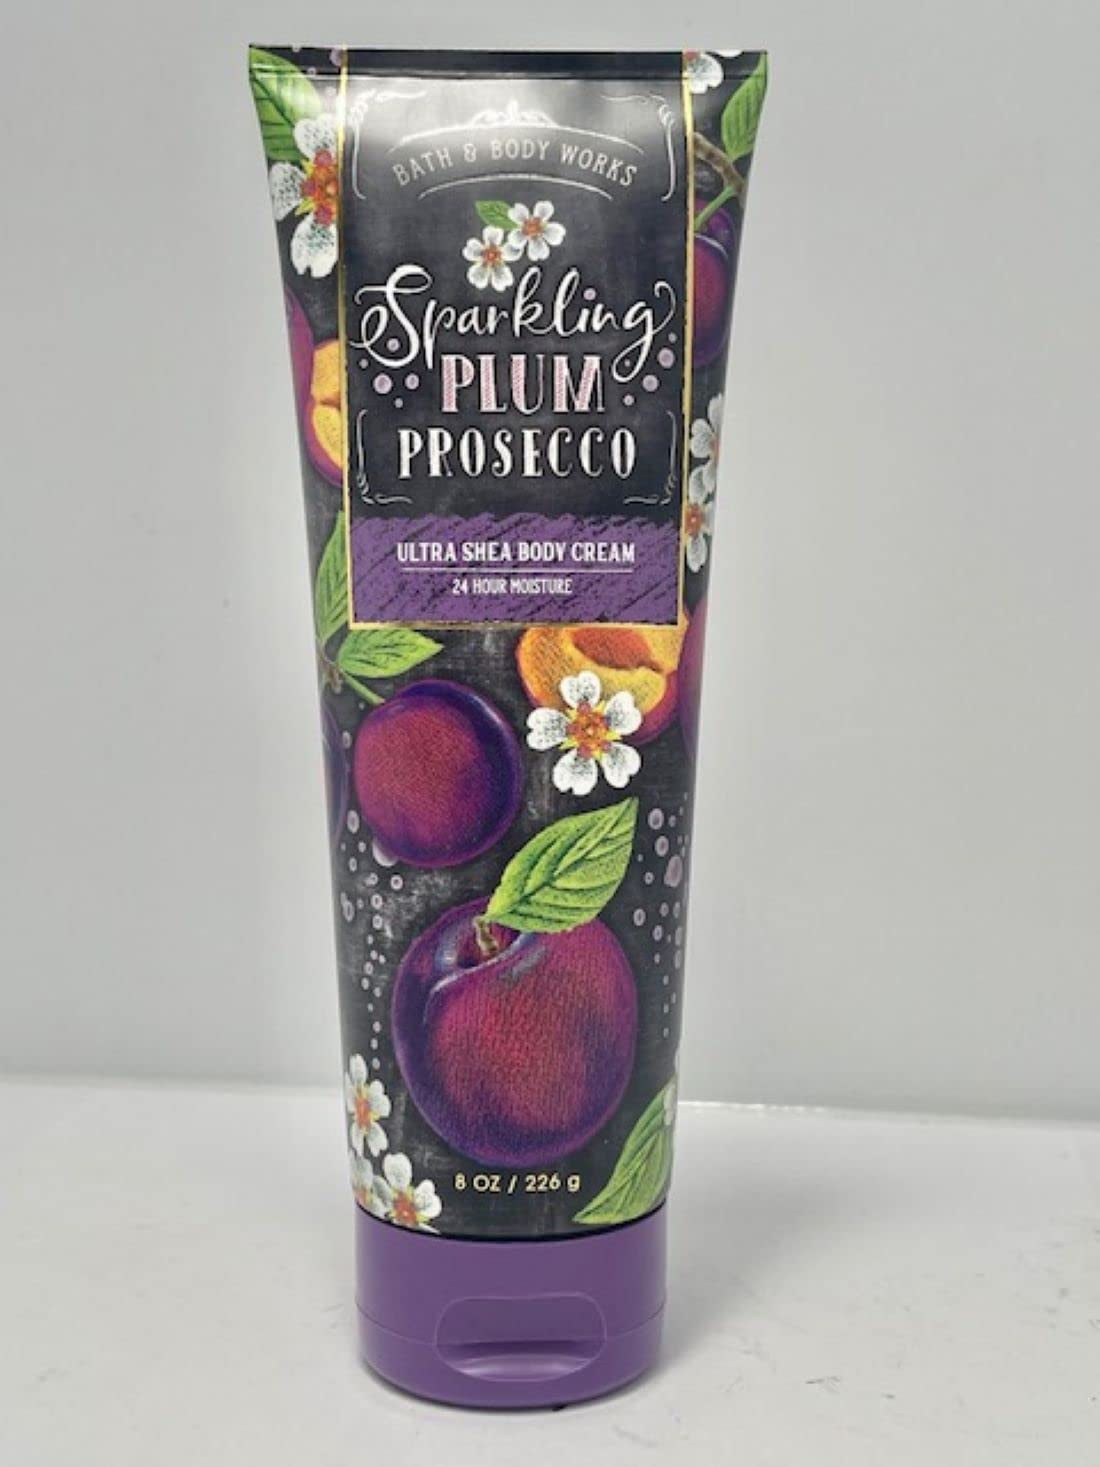 BATH & BODY WORKS
Sparkling
PLUM
PROSECCO
ULTRA SHEA BODY CREAM
24 HOUR MOISTURE
8 OZ / 226 g